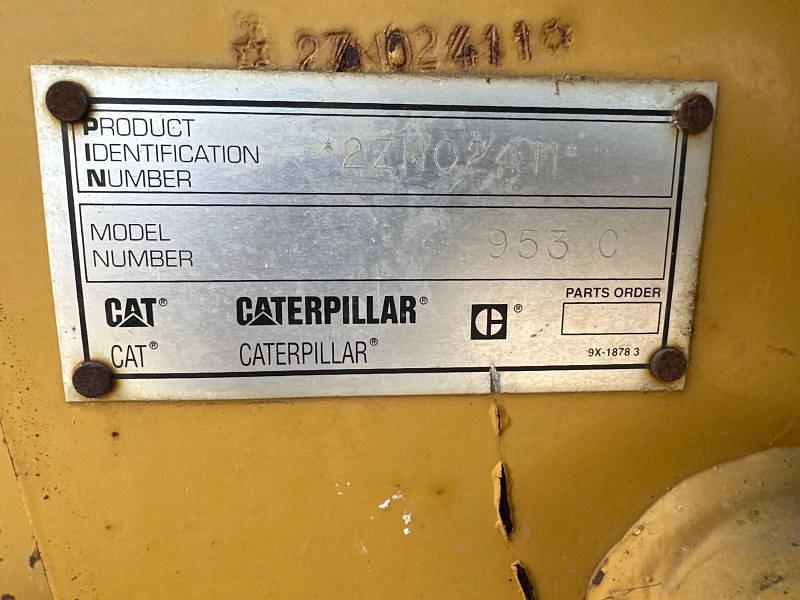 ☆2ZN02411☆
PRODUCT
IDENTIFICATION
NUMBER
*2ZN02411*
MODEL
NUMBER
953 C
CAT®
CATERPILLAR®
C®
PARTS ORDER
CAT®
CATERPILLAR®
9X-1878 3